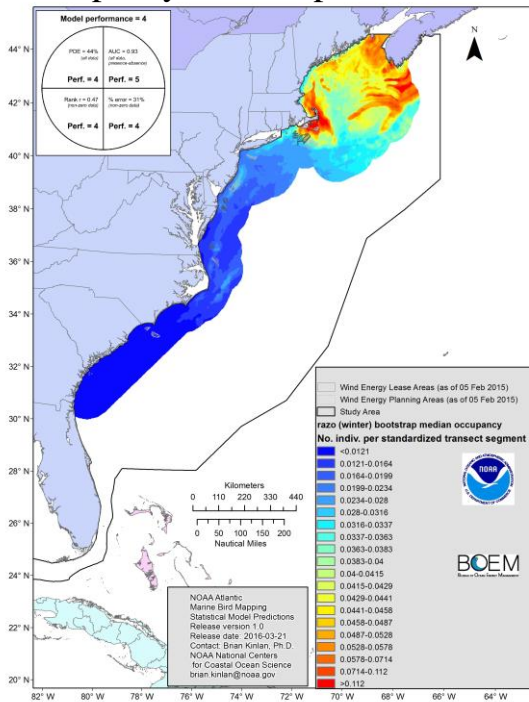 Model performance = 4
PDE = 44%
(all data)
Perf. = 4
AUC = 0.93
(all data,
presence-absence)
Perf. = 5
Rank r = 0.47
(non-zero data)
Perf. = 4
% error = 31%
(non-zero data)
Perf. = 4
N
44° N
42° N
40° N
38° N
36° N
34° N
32° N
30° N
28° N
26° N
24° N
22° N
20° N
82° W
80° W
78° W
76° W
74° W
72° W
70° W
68° W
66° W
64° W
Kilometers
0 110 220 330 440
0 50 100 150 200
Nautical Miles
NOAA Atlantic
Marine Bird Mapping
Statistical Model Predictions
Release version 1.0
Release date: 2016-03-21
Contact: Brian Kinlan, Ph.D.
NOAA National Centers
for Coastal Ocean Science
brian.kinlan@noaa.gov
Wind Energy Lease Areas (as of 05 Feb 2015)
Wind Energy Planning Areas (as of 05 Feb 2015)
Study Area
razo (winter) bootstrap median occupancy
No. indiv. per standardized transect segment
<0.0121
0.0121-0.0164
0.0164-0.0199
0.0199-0.0234
0.0234-0.028
0.028-0.0316
0.0316-0.0337
0.0337-0.0363
0.0363-0.0383
0.0383-0.04
0.04-0.0415
0.0415-0.0429
0.0429-0.0441
0.0441-0.0458
0.0458-0.0487
0.0487-0.0528
0.0528-0.0578
0.0578-0.0714
0.0714-0.112
>0.112
NOAA
BOEM
BUREAU OF OCEAN ENERGY MANAGEMENT